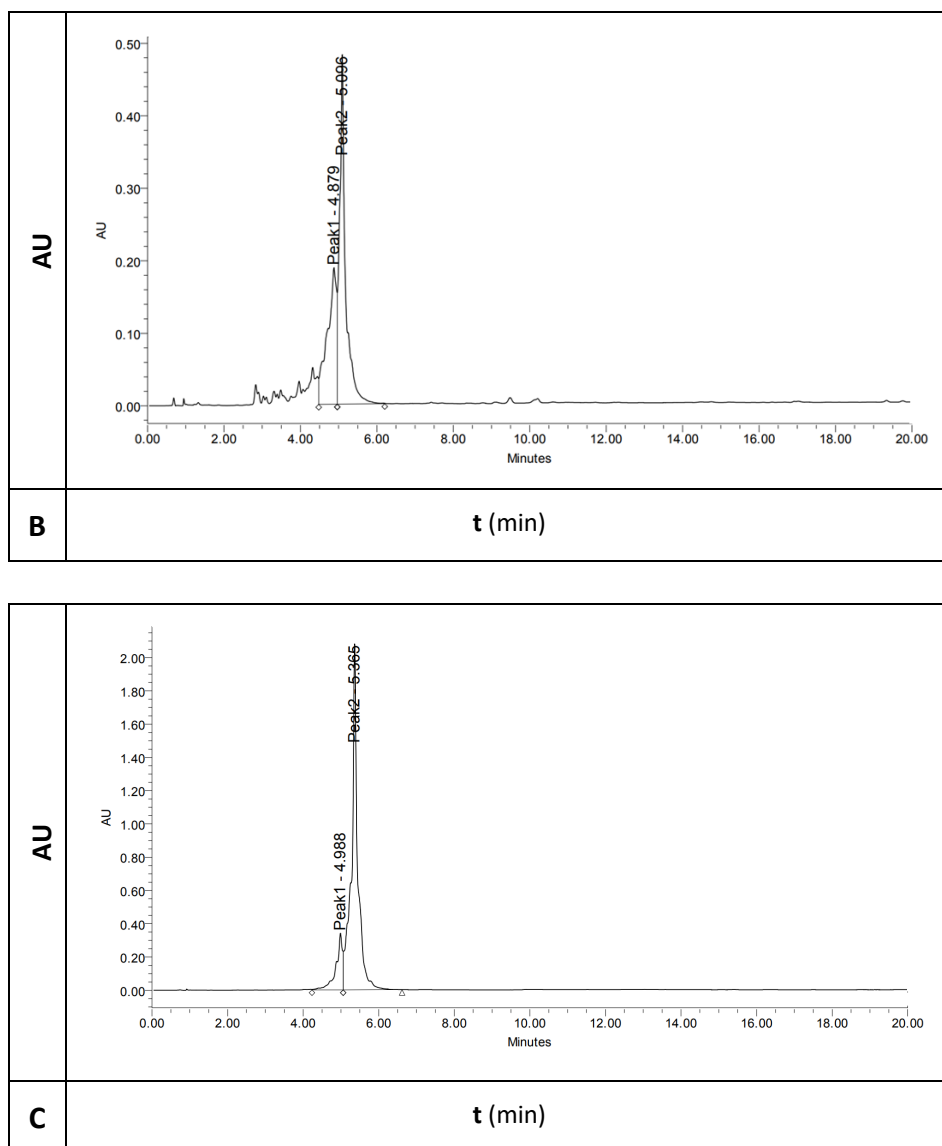 AU
AU
0.50
0.40
0.30
0.20
0.10
0.00
Peak1 - 4.879
Peak2 - 5.096
0.00 2.00 4.00 6.00 8.00 10.00 12.00 14.00 16.00 18.00 20.00
Minutes
B
t (min)
AU
AU
2.00
1.80
1.60
1.40
1.20
1.00
0.80
0.60
0.40
0.20
0.00
Peak1 - 4.988
Peak2 - 5.365
0.00 2.00 4.00 6.00 8.00 10.00 12.00 14.00 16.00 18.00 20.00
Minutes
C
t (min)